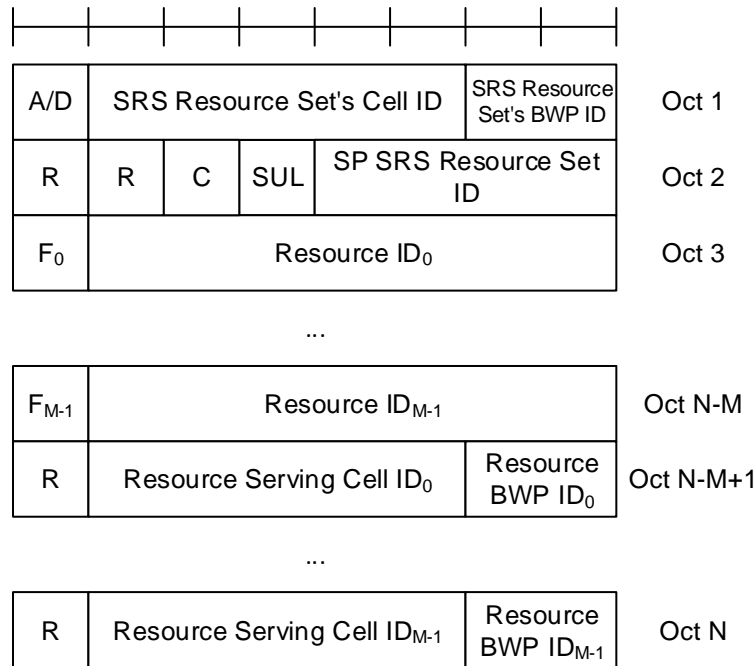 A/D SRS Resource Set's Cell ID SRS Resource Set's BWP ID Oct 1
R R C SUL SP SRS Resource Set ID Oct 2
F0 Resource ID0 Oct 3
...
FM-1 Resource IDM-1 Oct N-M
R Resource Serving Cell ID0 Resource BWP ID0 Oct N-M+1
...
R Resource Serving Cell IDM-1 Resource BWP IDM-1 Oct N